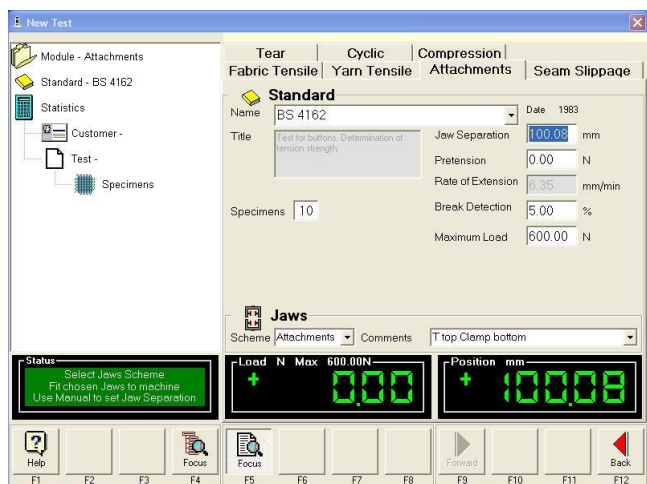 New Test
Module - Attachments
Standard - BS 4162
Statistics
Customer -
Test -
Specimens
Tear Cyclic Compression
Fabric Tensile Yarn Tensile Attachments Seam Slippage
Standard
Name BS 4162 Date 1983
Title Test for buttons. Determination of
tension strength.
Jaw Separation 100.08 mm
Pretension 0.00 N
Rate of Extension 6.35 mm/min
Specimens 10
Break Detection 5.00 %
Maximum Load 600.00 N
Jaws
Scheme Attachments Comments T top Clamp bottom
Status
Select Jaws Scheme
Fit chosen Jaws to machine
Use Manual to set Jaw Separation
Load N Max 600.00N
+ 0.00
Position mm
+ 100.08
Help Focus Focus Forward Back
F1 F2 F3 F4 F5 F6 F7 F8 F9 F10 F11 F12